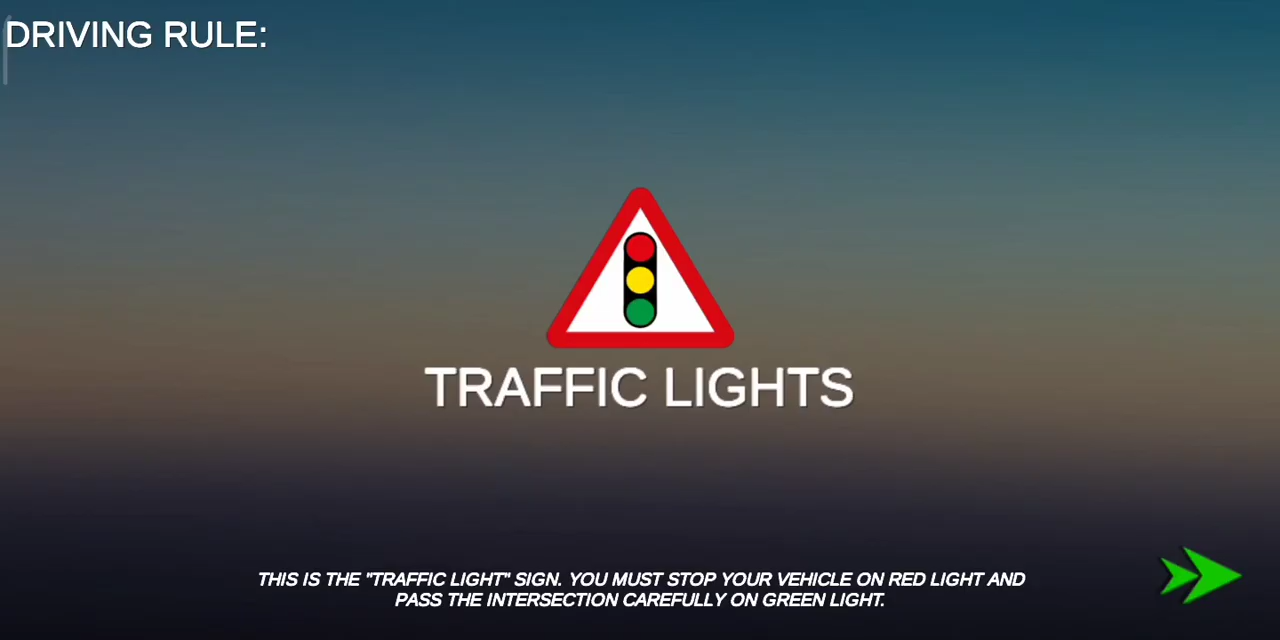 DRIVING RULE:
TRAFFIC LIGHTS
THIS IS THE "TRAFFIC LIGHT" SIGN. YOU MUST STOP YOUR VEHICLE ON RED LIGHT AND
PASS THE INTERSECTION CAREFULLY ON GREEN LIGHT.